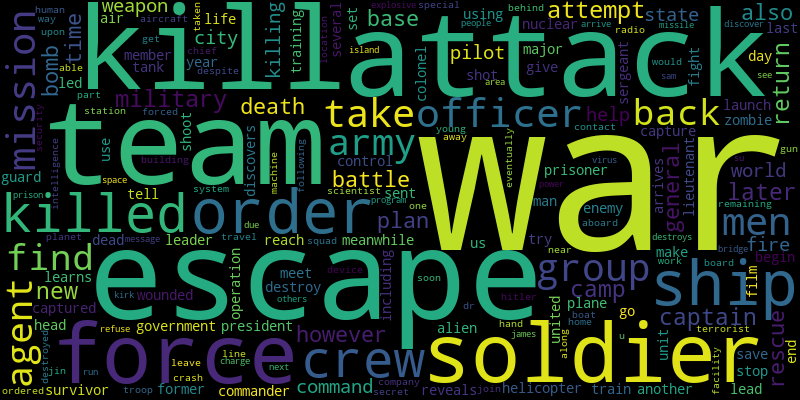 human
way
air
aircraft
taken
life
behind
special
people
discover
arrive
missile
sam
weapon
explosive
get
chief
using
base
attempt
state
also
able
time
city
upon
despite
several
set
island
location
radio
nuclear
would
last
mission
bomb
led
member
tank
year
killing
training
kill
attack
pilot
shot
major
give
colonel
sergeant
fight
day
see
area
launch
zombie
return
part
station
forced
military
death
take
officer
back
help
young
away
contact
capture
gun
security
use
shoot
team
army
war
guard
intelligence
building
discovers
machine
following
control
battle
prisoner
eventually
virus
su
prison
space
tell
system
scientist
sent
program
one
man
power
enemy
arrives
general
lieutenant
world
later
remaining
killed
order
plan
due
men
planet
message
dead
leader
travel
reach
squad
meanwhile
us
try
near
destroys
bridge
fire
find
learns
escape
meet
destroy
others
device
including
soon
aboard
group
camp
make
work
board
begin
new
captured
kirk
wounded
operation
dr
hitler
plane
boat
home
go
ship
film
agent
head
refuse
government
president
however
alien
hand
james
united
u
captain
terrorist
rescue
force
crew
soldier
along
unit
save
stop
end
destroyed
in
run
leave
crash
line
charge
next
command
company
secret
reveals
join
helicopter
train
another
facility
lead
ordered
survivor
troop
former
commander